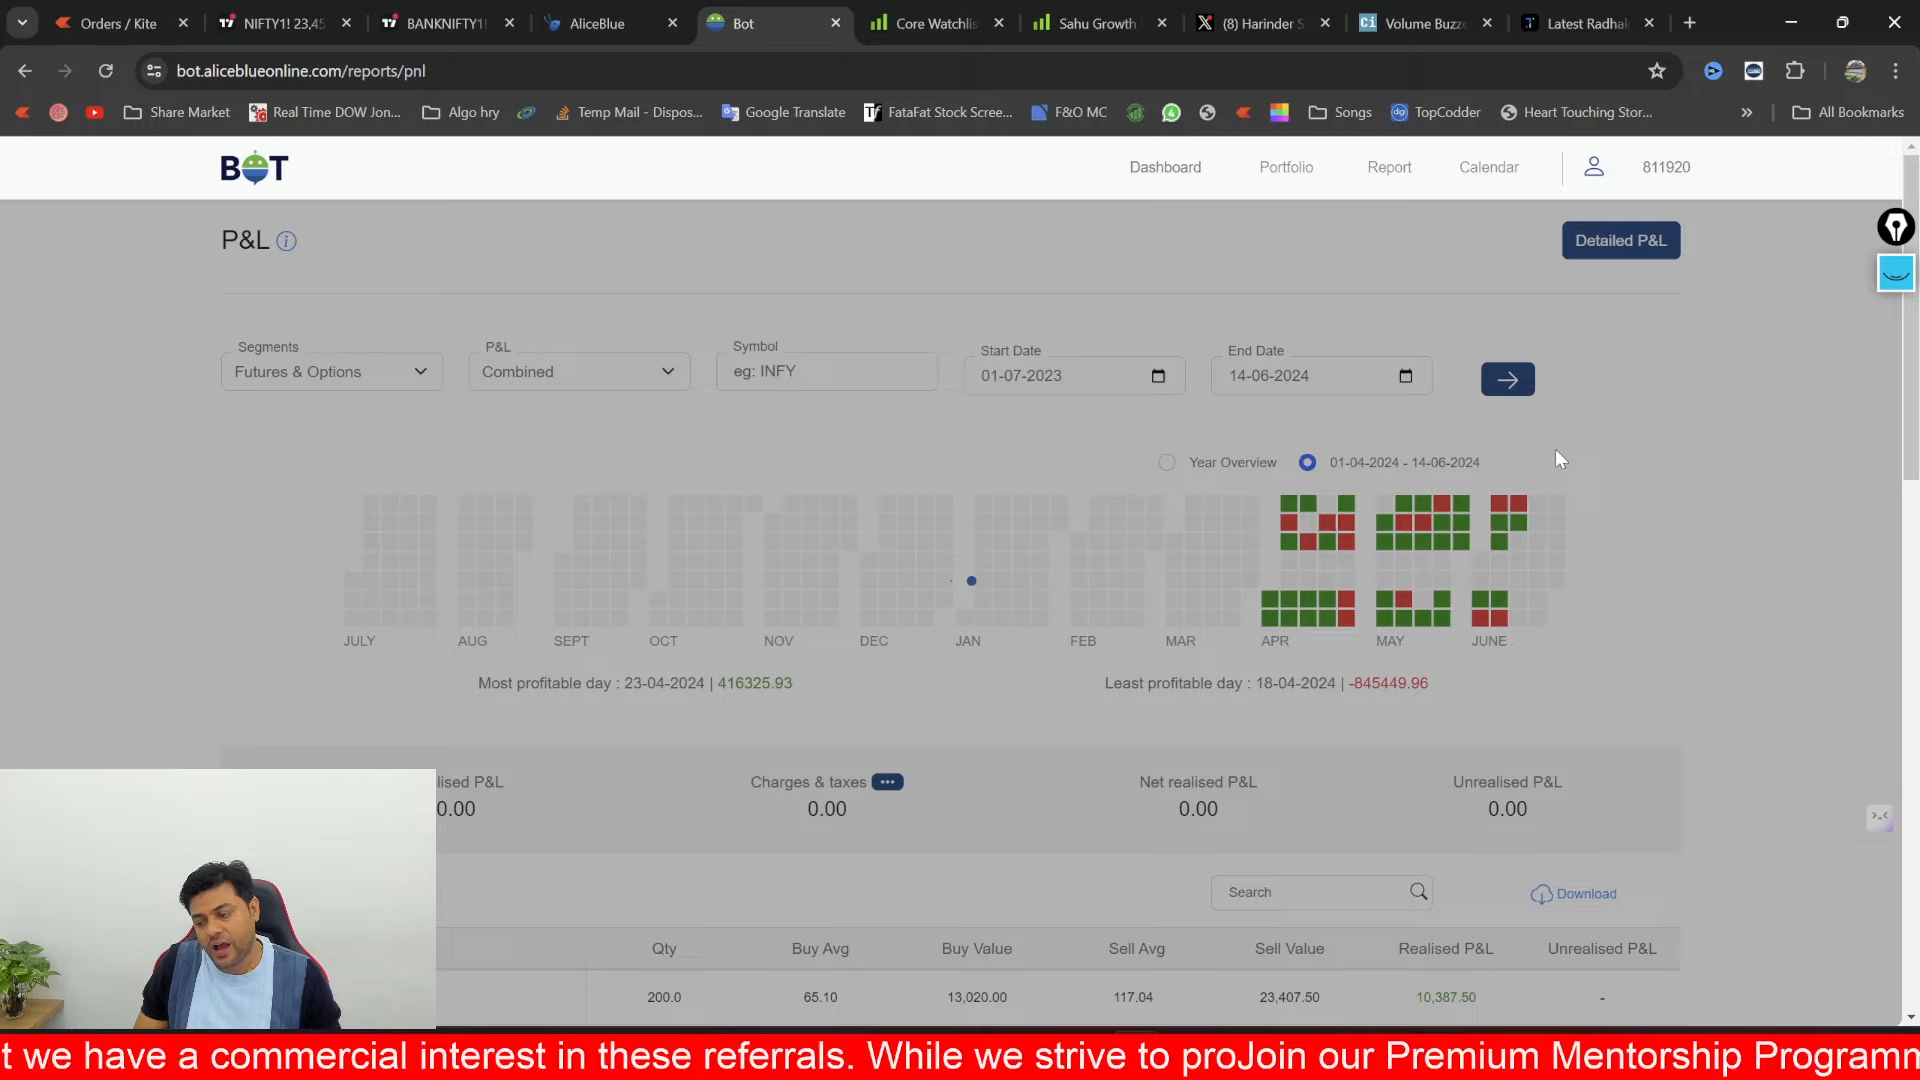 Orders / Kite
NIFTY1! 23,45
BANKNIFTY1!
AliceBlue
Bot
Core Watchlis
Sahu Growth
(8) Harinder S
Volume Buzze
Latest Radhak
bot.aliceblueonline.com/reports/pnl
Share Market
Real Time DOW Jon...
Algo hry
Temp Mail - Dispos...
Google Translate
FataFat Stock Scree...
F&O MC
Songs
TopCodder
Heart Touching Stor...
All Bookmarks
BOT
Dashboard
Portfolio
Report
Calendar
811920
P&L
Detailed P&L
Segments
P&L
Symbol
Start Date
End Date
Futures & Options
Combined
eg: INFY
01-07-2023
14-06-2024
Year Overview
01-04-2024 - 14-06-2024
JULY
AUG
SEPT
OCT
NOV
DEC
JAN
FEB
MAR
APR
MAY
JUNE
Most profitable day : 23-04-2024 | 416325.93
Least profitable day : 18-04-2024 | -845449.96
lised P&L
Charges & taxes
Net realised P&L
Unrealised P&L
0.00
0.00
0.00
0.00
Search
Download
Qty
Buy Avg
Buy Value
Sell Avg
Sell Value
Realised P&L
Unrealised P&L
200.0
65.10
13,020.00
117.04
23,407.50
10,387.50
-
t we have a commercial interest in these referrals. While we strive to proJoin our Premium Mentorship Programm